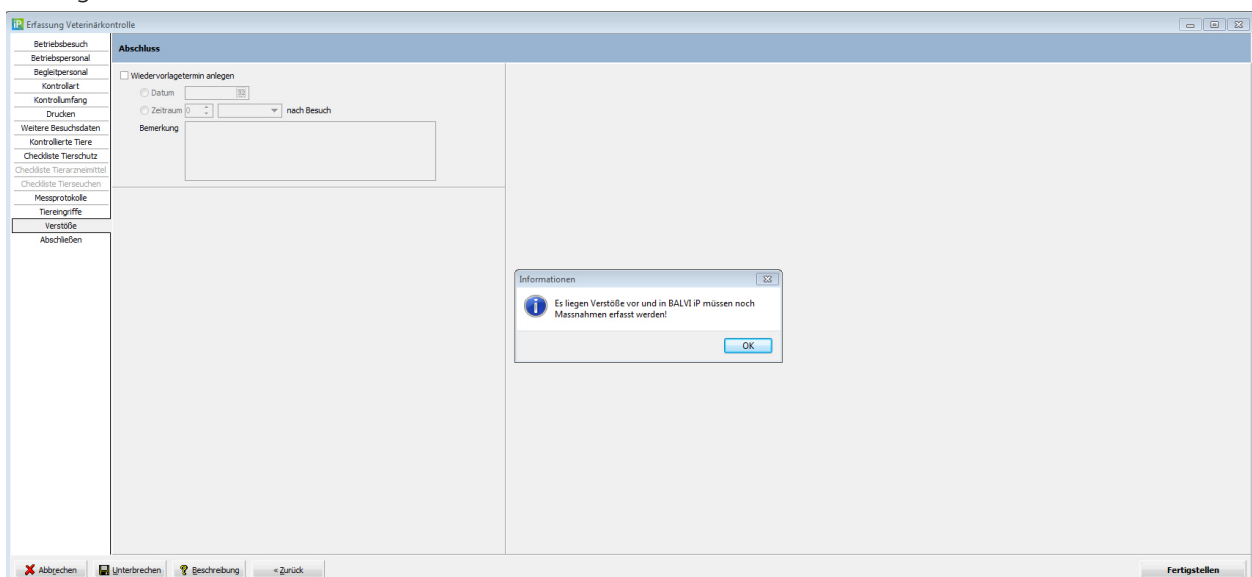 iP Erfassung Veterinärkontrolle
Betriebsbesuch
Betriebspersonal
Begleitpersonal
Kontrollart
Kontrollumfang
Drucken
Weitere Besuchsdaten
Kontrollierte Tiere
Checkliste Tierschutz
Checkliste Tierarzneimittel
Checkliste Tierseuchen
Messprotokolle
Tiereingriffe
Verstöße
Abschließen
Abschluss
Wiedervorlagetermin anlegen
Datum
Zeitraum 0 nach Besuch
Bemerkung
Informationen
Es liegen Verstöße vor und in BALVI iP müssen noch
Massnahmen erfasst werden!
OK
Abbrechen Unterbrechen ? Beschreibung « Zurück Fertigstellen